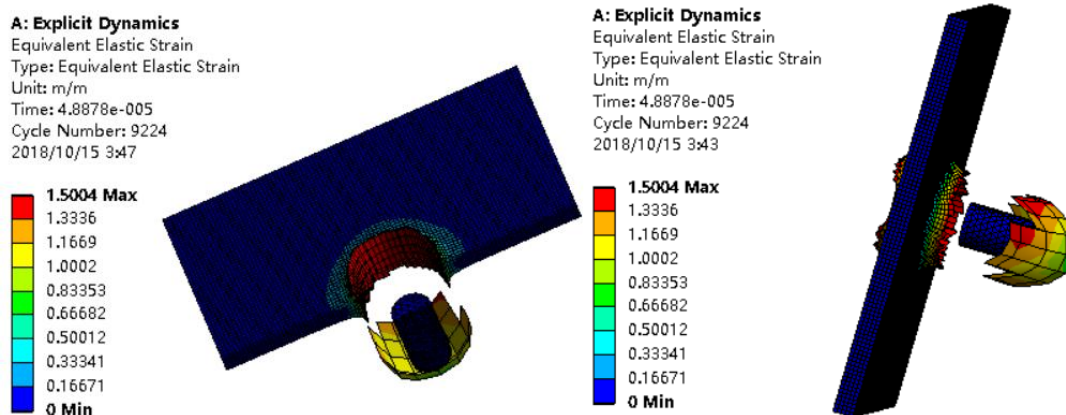 A: Explicit Dynamics
Equivalent Elastic Strain
Type: Equivalent Elastic Strain
Unit: m/m
Time: 4.8878e-005
Cycle Number: 9224
2018/10/15 3:47
1.5004 Max
1.3336
1.1669
1.0002
0.83353
0.66682
0.50012
0.33341
0.16671
0 Min
A: Explicit Dynamics
Equivalent Elastic Strain
Type: Equivalent Elastic Strain
Unit: m/m
Time: 4.8878e-005
Cycle Number: 9224
2018/10/15 3:43
1.5004 Max
1.3336
1.1669
1.0002
0.83353
0.66682
0.50012
0.33341
0.16671
0 Min